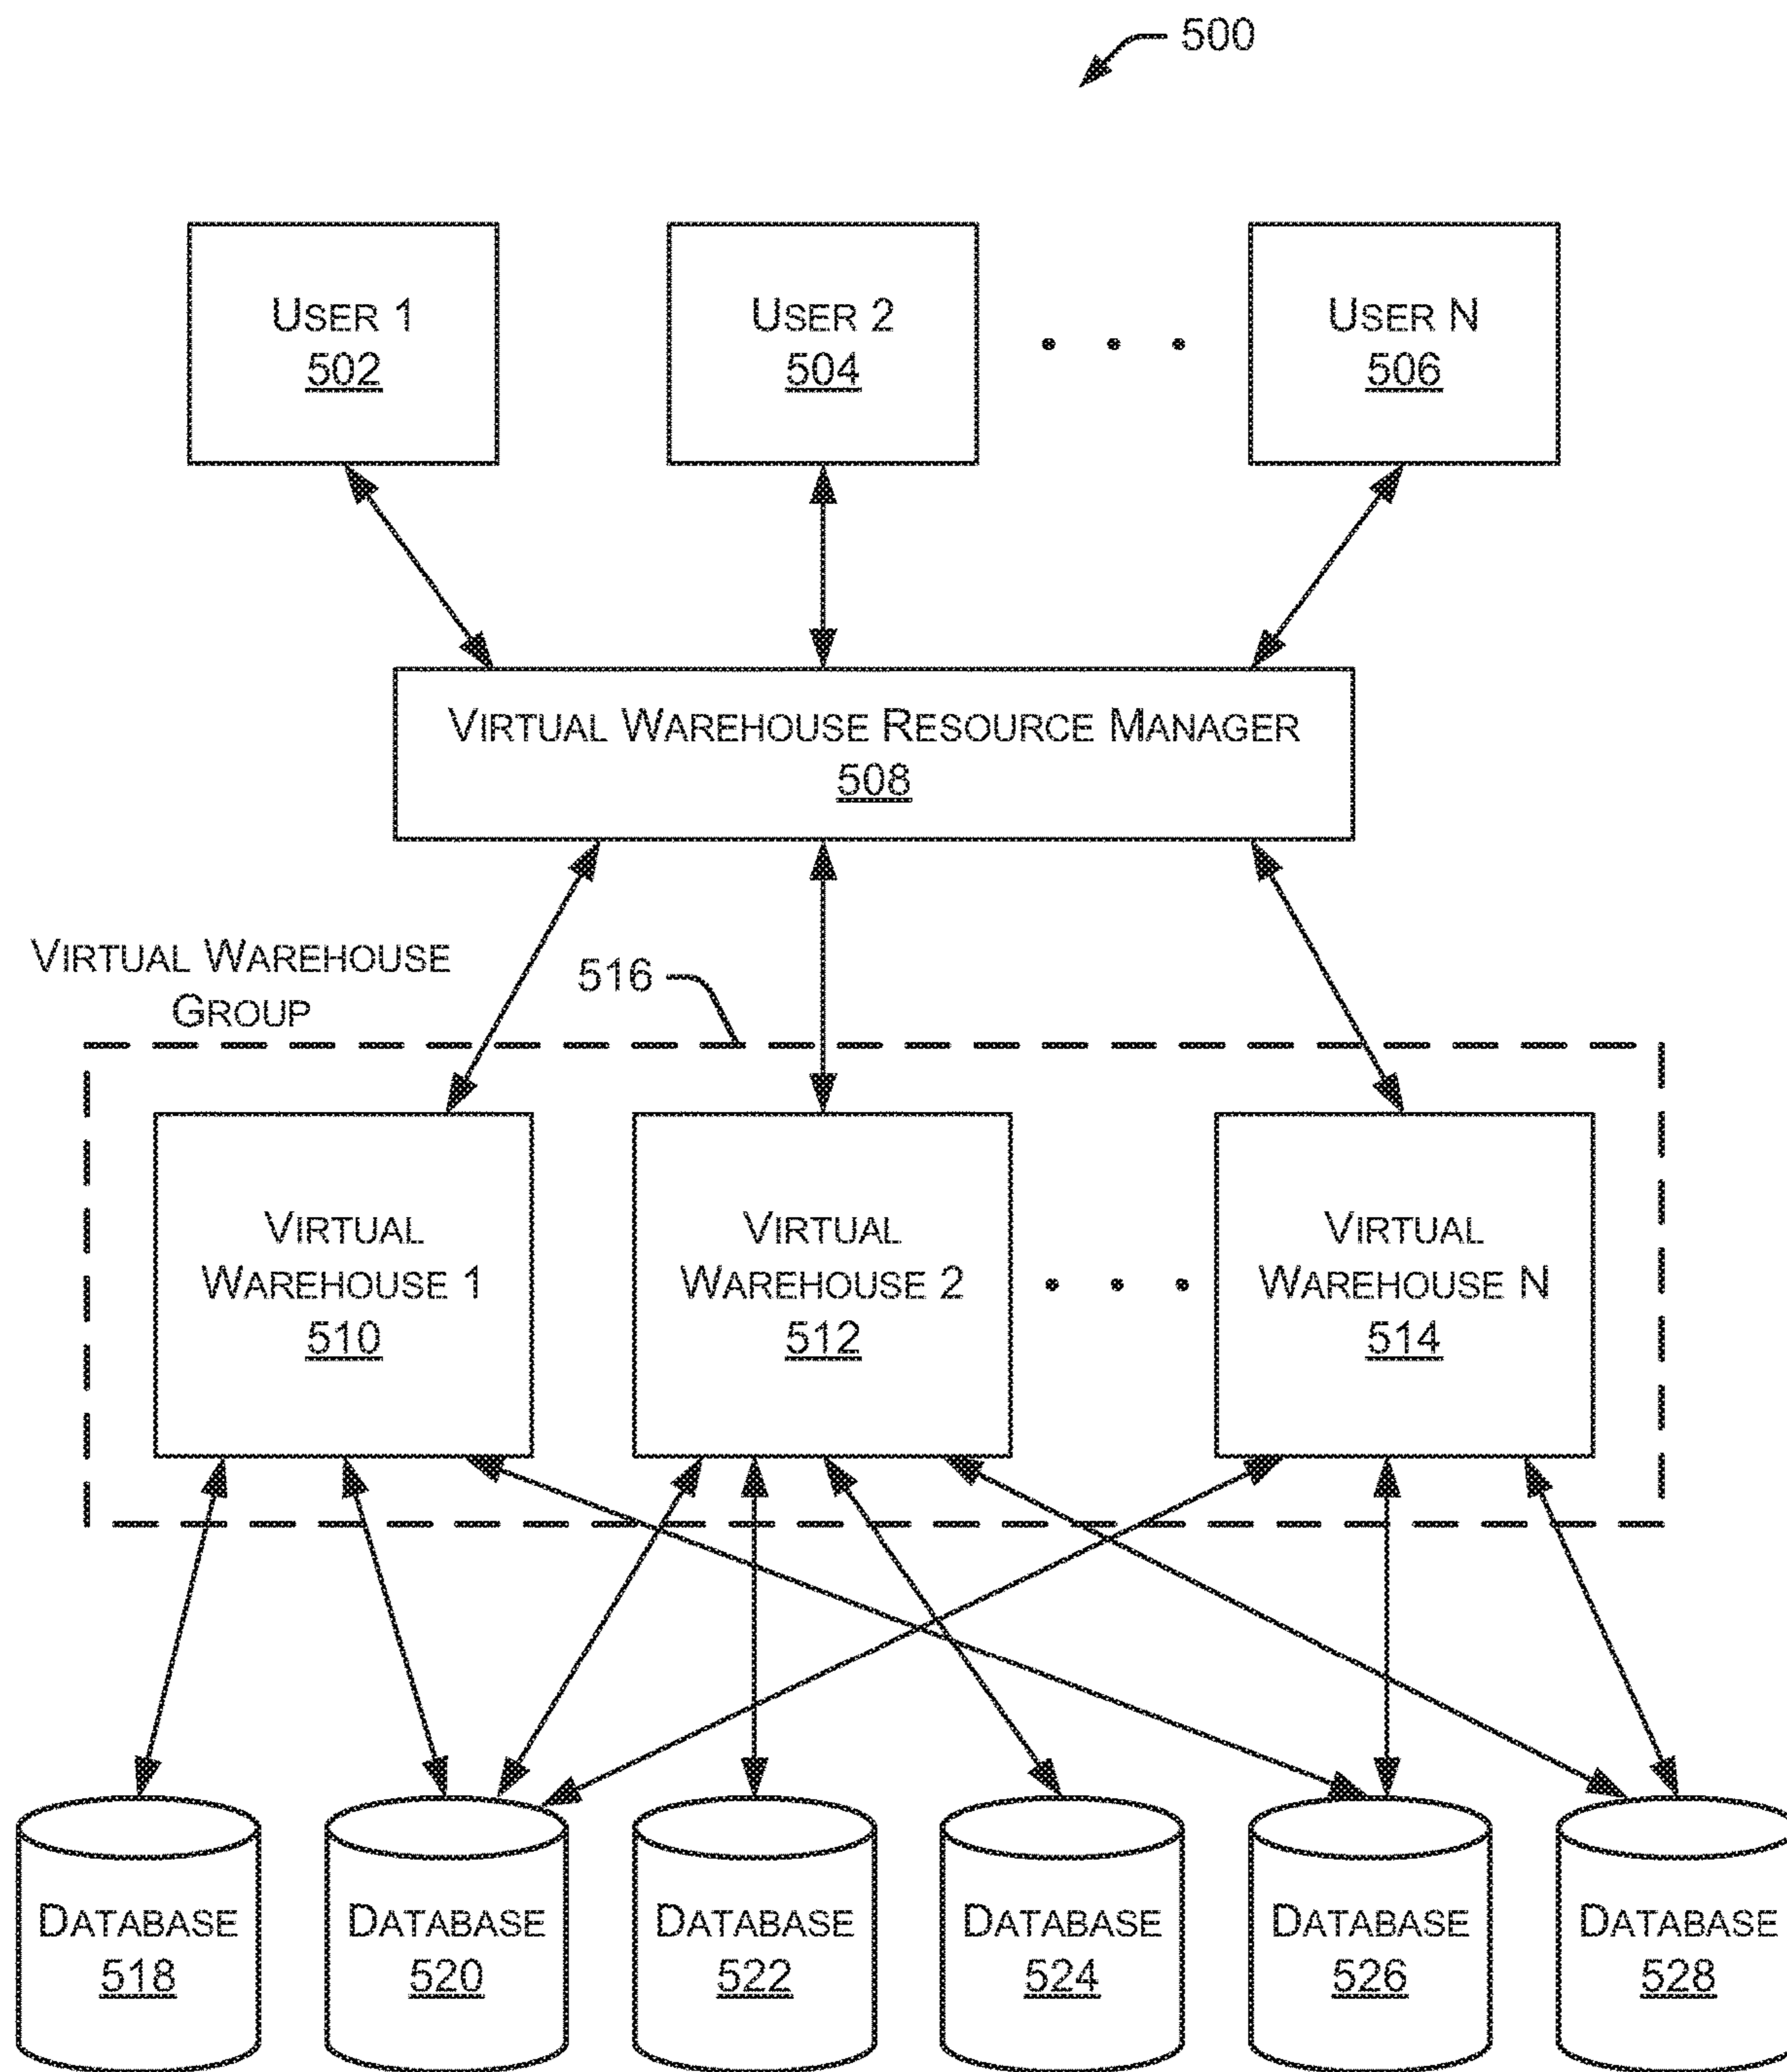 500
USER 1
502
USER 2
504
USER N
506
VIRTUAL WAREHOUSE RESOURCE MANAGER
508
VIRTUAL WAREHOUSE
GROUP
516
VIRTUAL
WAREHOUSE 1
510
VIRTUAL
WAREHOUSE 2
512
VIRTUAL
WAREHOUSE N
514
DATABASE
518
DATABASE
520
DATABASE
522
DATABASE
524
DATABASE
526
DATABASE
528